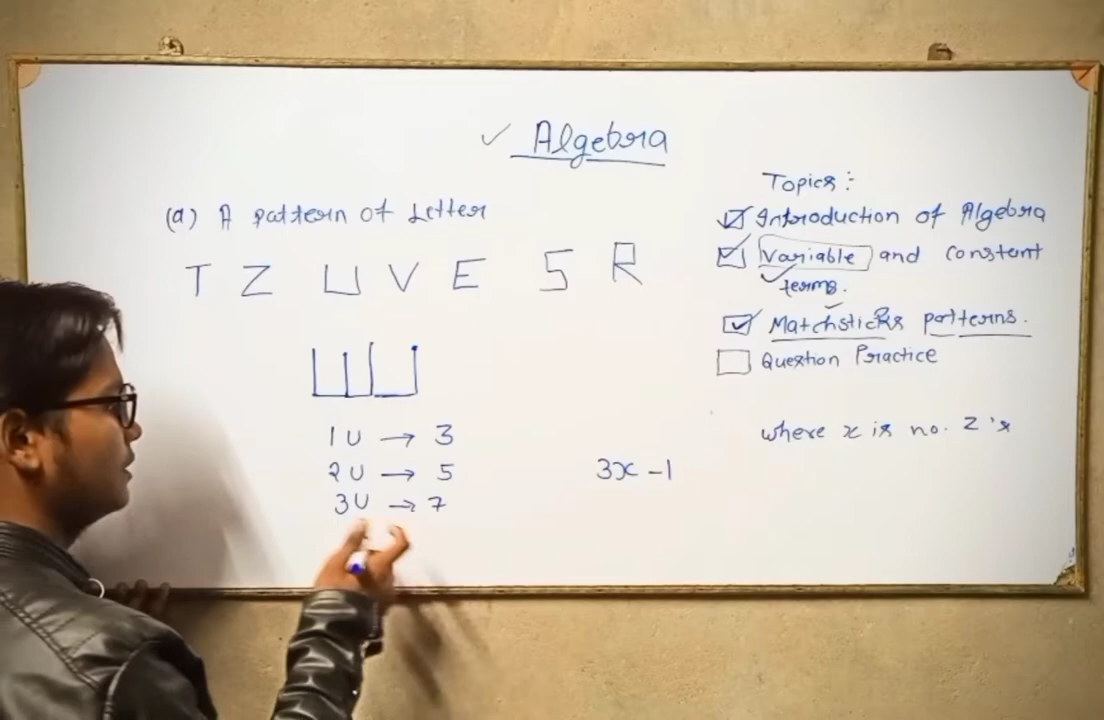 ✓ Algebra
(a) A Pattern of Letter
T Z U V E S R
1U → 3
2U → 5
3U → 7
3x - 1
Topics :
Introduction of Algebra
Variable and constant
terms.
Matchsticks patterns.
Question Practice
where x is no. Z's